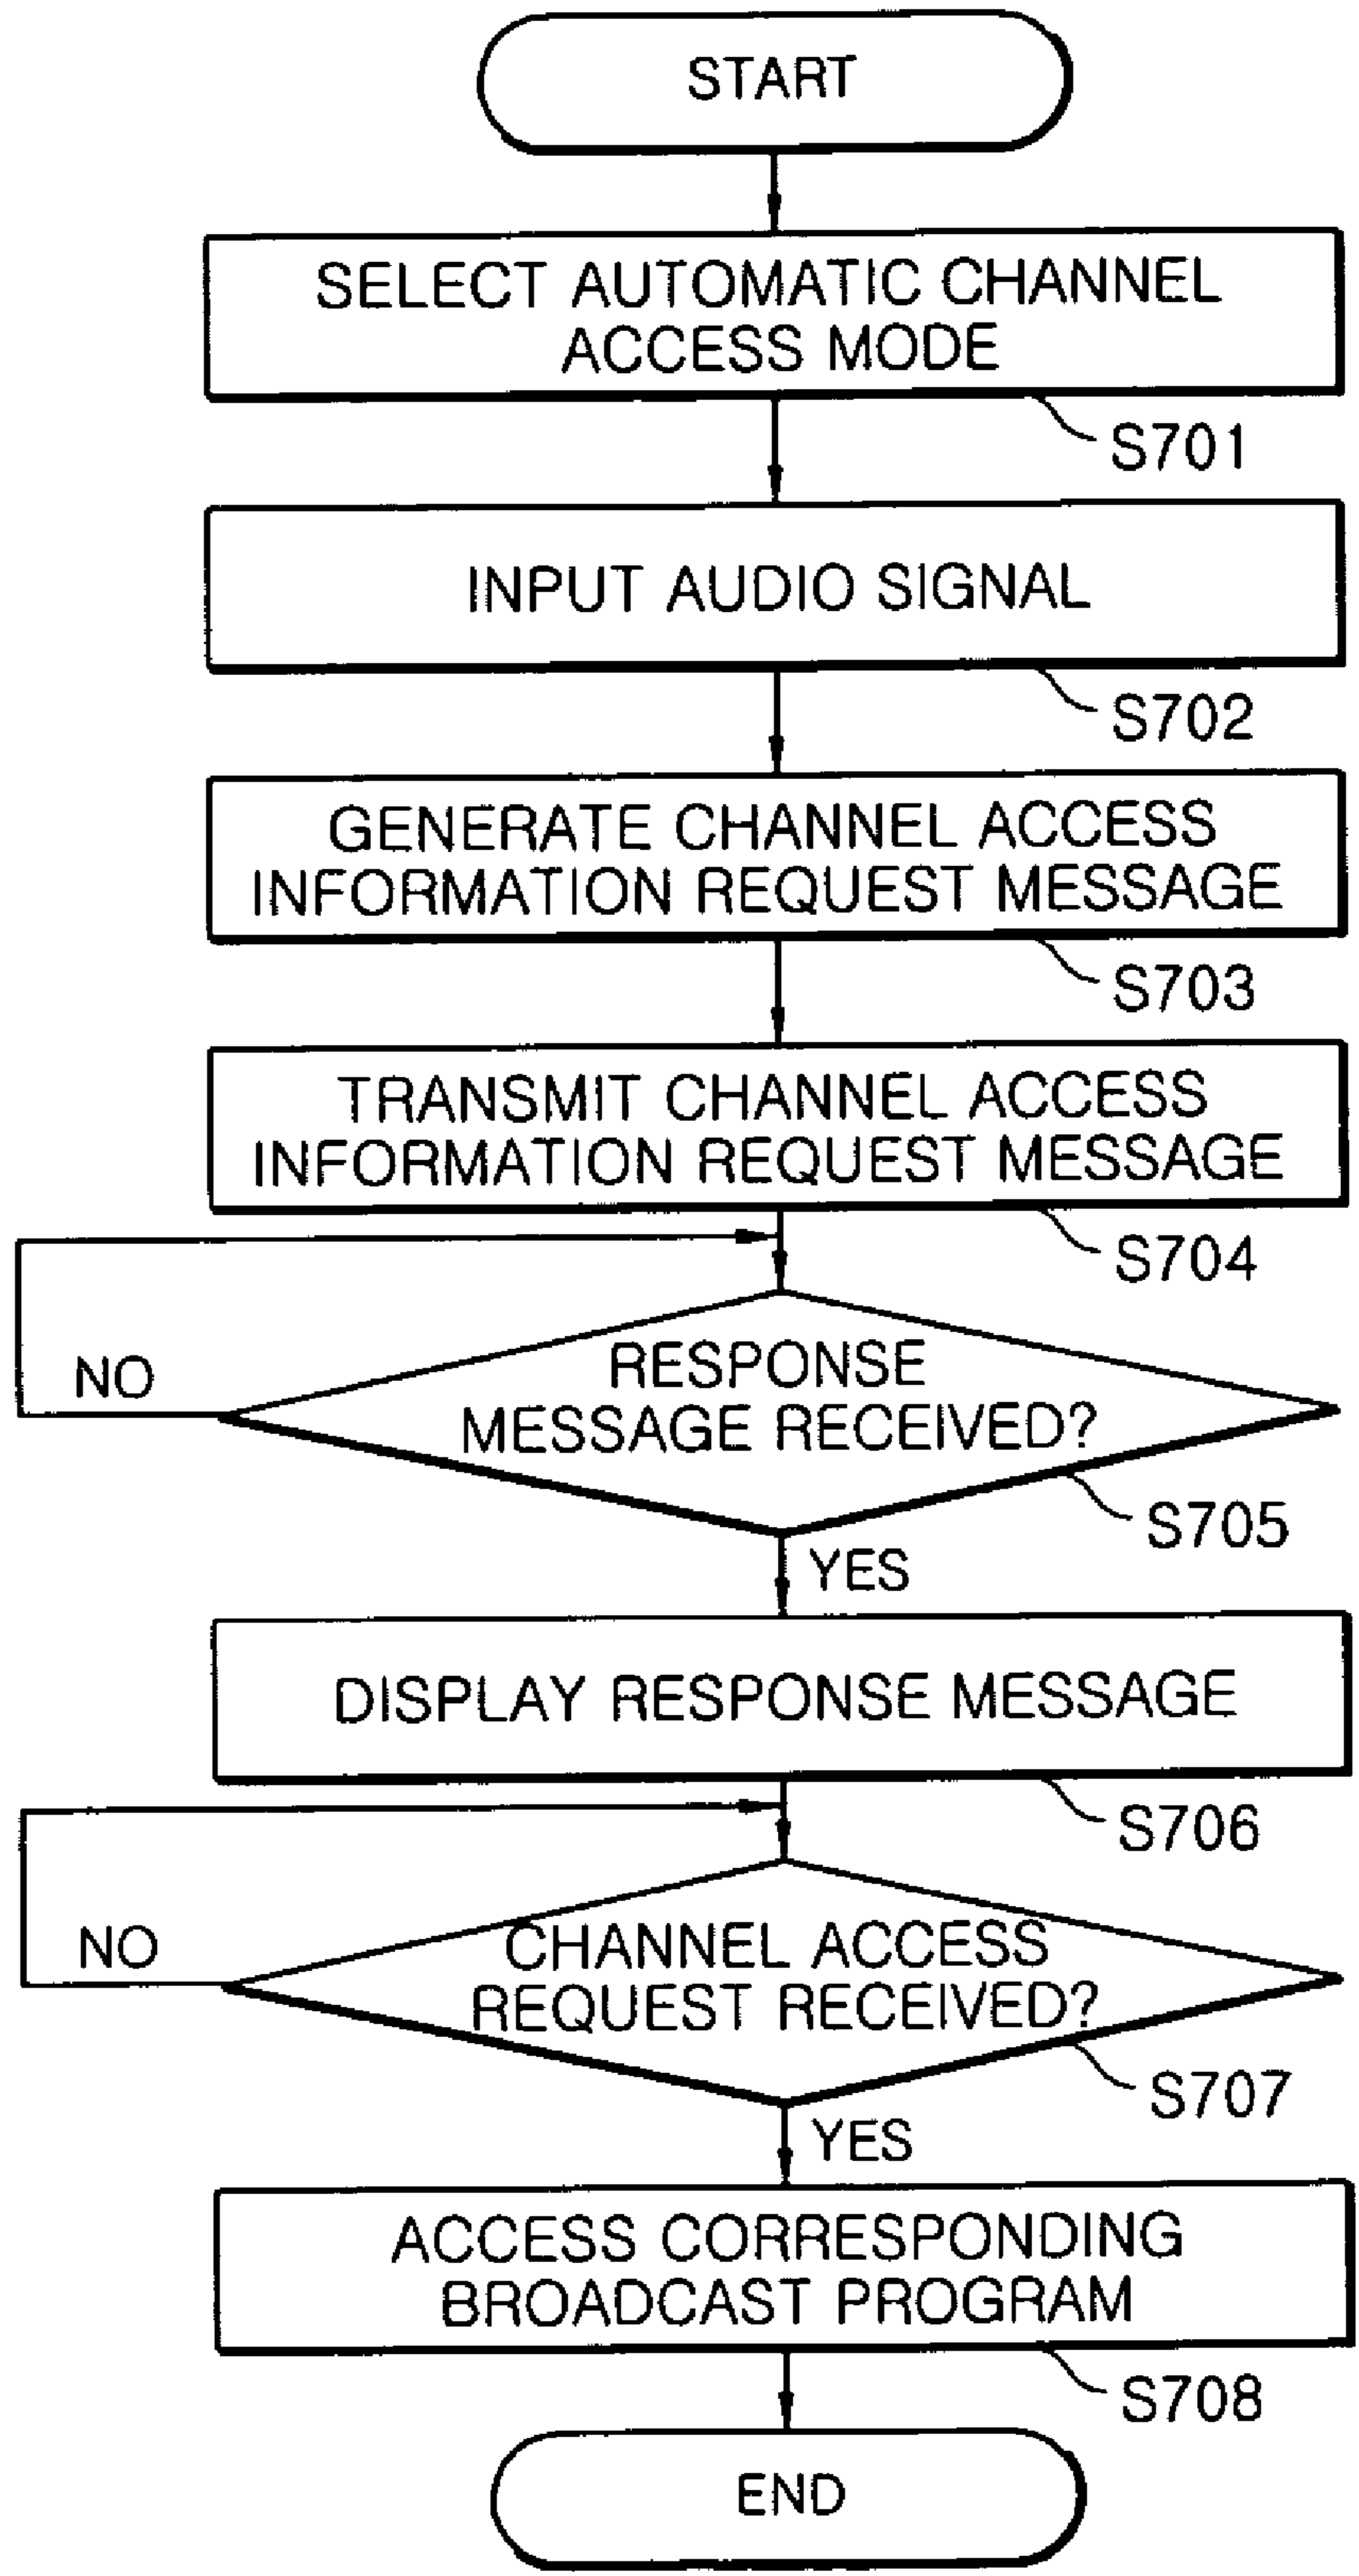 START
SELECT AUTOMATIC CHANNEL
ACCESS MODE
S701
INPUT AUDIO SIGNAL
S702
GENERATE CHANNEL ACCESS
INFORMATION REQUEST MESSAGE
S703
TRANSMIT CHANNEL ACCESS
INFORMATION REQUEST MESSAGE
S704
NO
RESPONSE
MESSAGE RECEIVED?
S705
YES
DISPLAY RESPONSE MESSAGE
S706
NO
CHANNEL ACCESS
REQUEST RECEIVED?
S707
YES
ACCESS CORRESPONDING
BROADCAST PROGRAM
S708
END